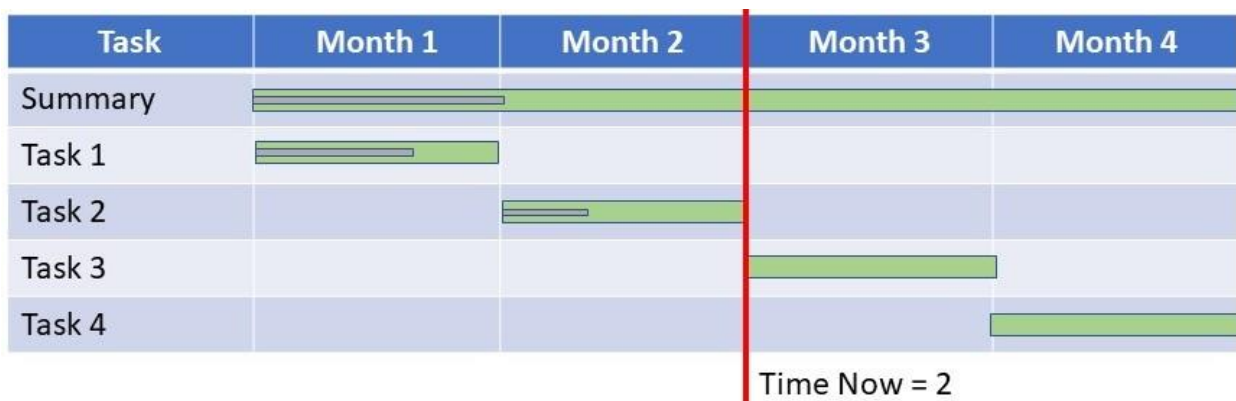 Task Month 1 Month 2 Month 3 Month 4
Summary
Task 1
Task 2
Task 3
Task 4
Time Now = 2